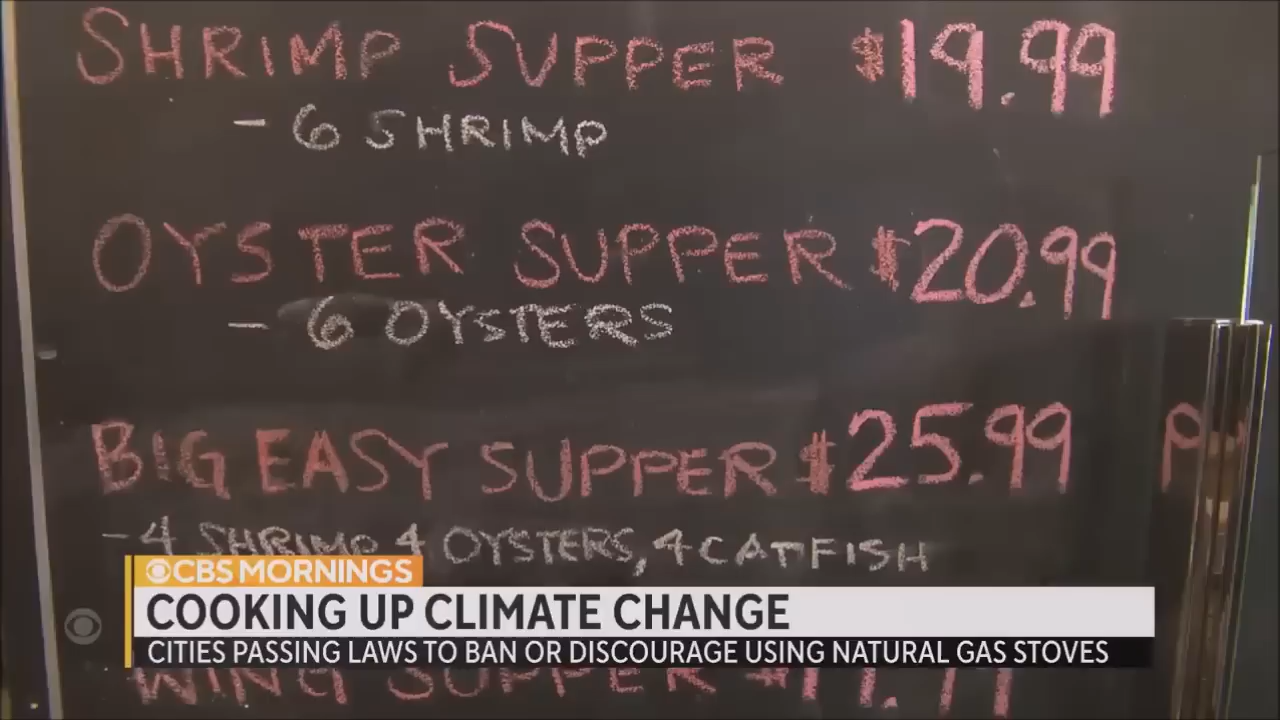 SHRIMP SUPPER $19.99
- 6 SHRIMP
OYSTER SUPPER $20.99
- 6 OYSTERS
BIG EASY SUPPER $25.99
- 4 SHRIMP 4 OYSTERS, 4 CATFISH
CBS MORNINGS
COOKING UP CLIMATE CHANGE
CITIES PASSING LAWS TO BAN OR DISCOURAGE USING NATURAL GAS STOVES
WING SUPPER